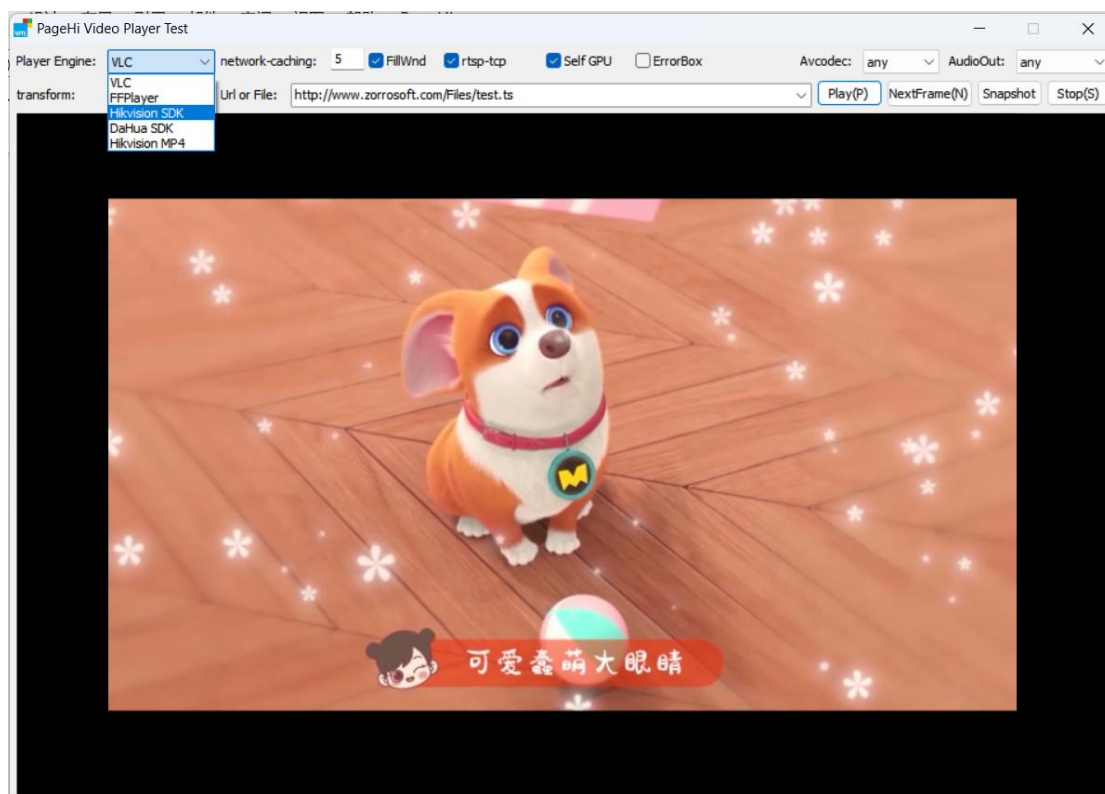 PageHi Video Player Test
Player Engine: VLC network-caching: 5 FillWnd rtsp-tcp Self GPU ErrorBox Avcodec: any AudioOut: any
VLC
transform: FFPlayer Url or File: http://www.zorrosoft.com/Files/test.ts Play(P) NextFrame(N) Snapshot Stop(S)
Hikvision SDK
DaHua SDK
Hikvision MP4
可爱蠢萌大眼睛